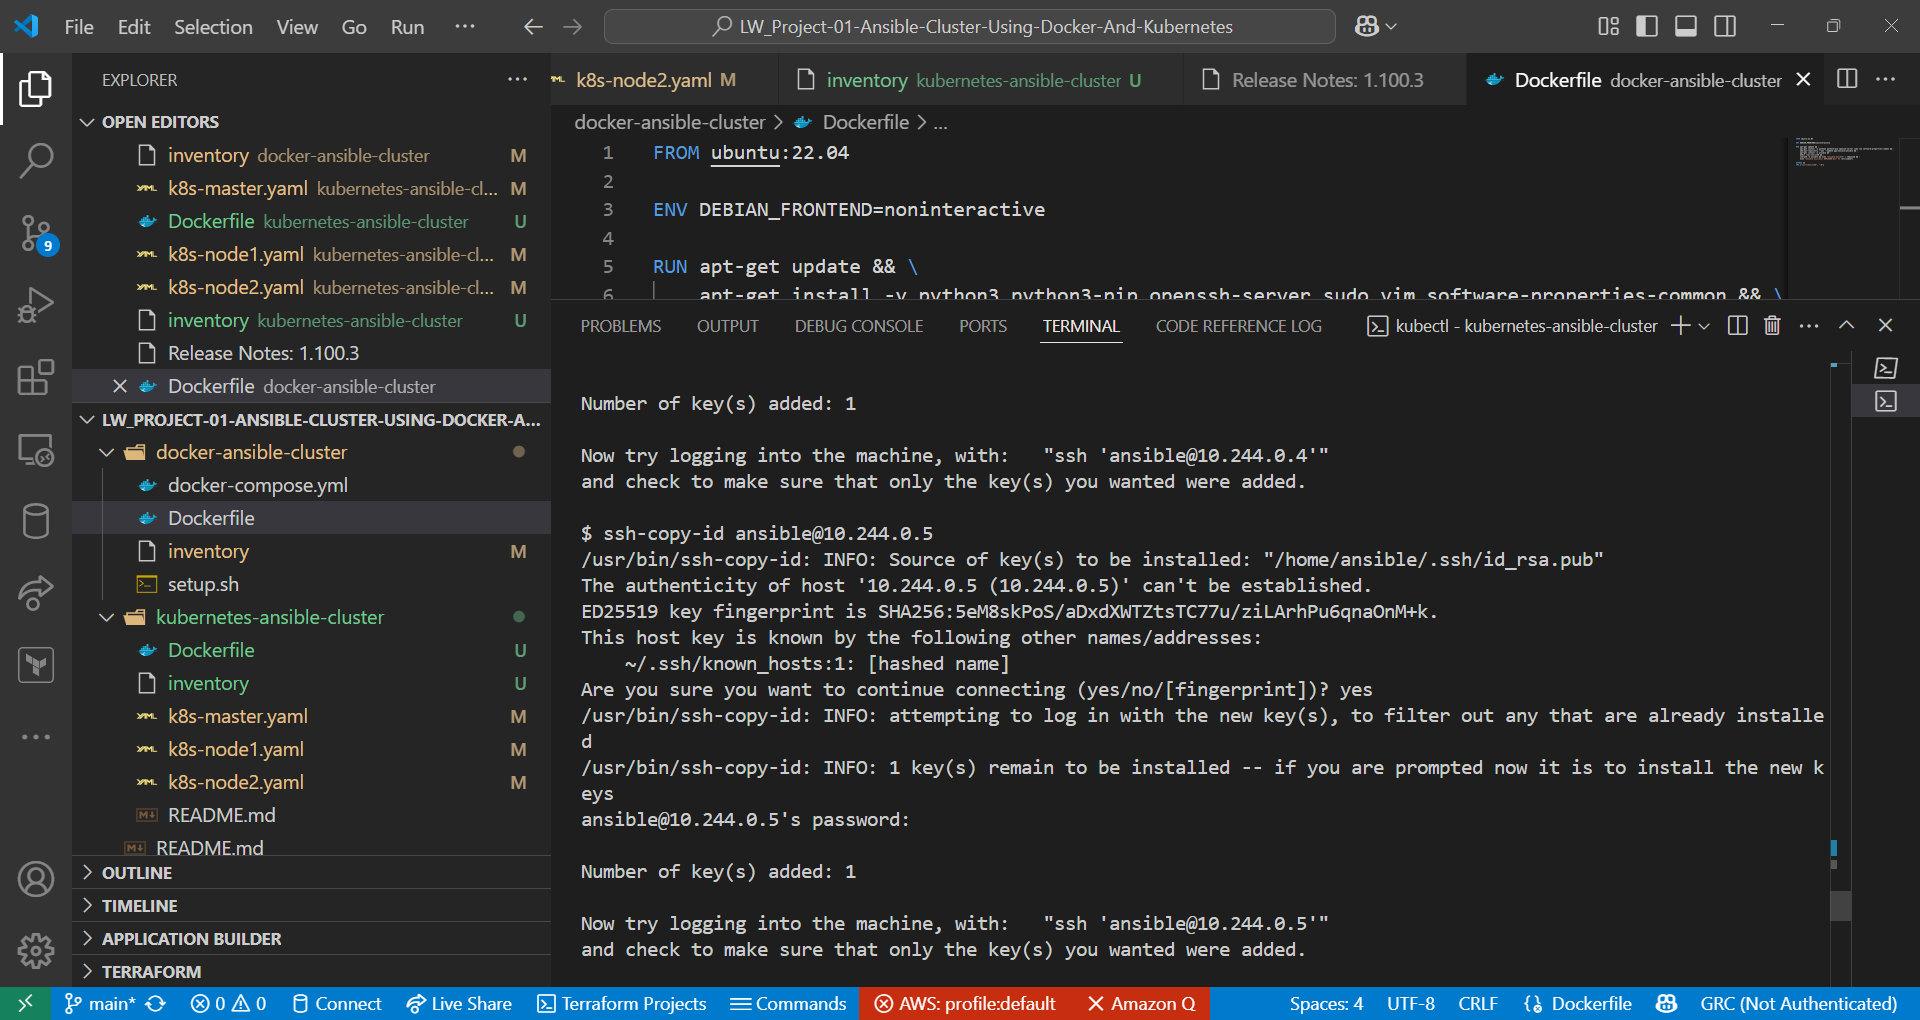 File Edit Selection View Go Run ···
LW_Project-01-Ansible-Cluster-Using-Docker-And-Kubernetes
EXPLORER
OPEN EDITORS
inventory docker-ansible-cluster M
k8s-master.yaml kubernetes-ansible-cl... M
Dockerfile kubernetes-ansible-cluster U
k8s-node1.yaml kubernetes-ansible-cl... M
k8s-node2.yaml kubernetes-ansible-cl... M
inventory kubernetes-ansible-cluster U
Release Notes: 1.100.3
Dockerfile docker-ansible-cluster
LW_PROJECT-01-ANSIBLE-CLUSTER-USING-DOCKER-A...
docker-ansible-cluster
docker-compose.yml
Dockerfile
inventory M
setup.sh
kubernetes-ansible-cluster
Dockerfile U
inventory U
k8s-master.yaml M
k8s-node1.yaml M
k8s-node2.yaml M
README.md
README.md
OUTLINE
TIMELINE
APPLICATION BUILDER
TERRAFORM
9
k8s-node2.yaml M
inventory kubernetes-ansible-cluster U
Release Notes: 1.100.3
Dockerfile docker-ansible-cluster
docker-ansible-cluster > Dockerfile > ...
1 FROM ubuntu:22.04
2
3 ENV DEBIAN_FRONTEND=noninteractive
4
5 RUN apt-get update && \
6 apt-get install -y python3 python3-pip openssh-server sudo vim software-properties-common && \
PROBLEMS OUTPUT DEBUG CONSOLE PORTS TERMINAL CODE REFERENCE LOG kubectl - kubernetes-ansible-cluster
Number of key(s) added: 1
Now try logging into the machine, with: "ssh 'ansible@10.244.0.4'"
and check to make sure that only the key(s) you wanted were added.
$ ssh-copy-id ansible@10.244.0.5
/usr/bin/ssh-copy-id: INFO: Source of key(s) to be installed: "/home/ansible/.ssh/id_rsa.pub"
The authenticity of host '10.244.0.5 (10.244.0.5)' can't be established.
ED25519 key fingerprint is SHA256:5eM8skPoS/aDxdXWTZtsTC77u/ziLArhPu6qnaOnM+k.
This host key is known by the following other names/addresses:
~/.ssh/known_hosts:1: [hashed name]
Are you sure you want to continue connecting (yes/no/[fingerprint])? yes
/usr/bin/ssh-copy-id: INFO: attempting to log in with the new key(s), to filter out any that are already installe
d
/usr/bin/ssh-copy-id: INFO: 1 key(s) remain to be installed -- if you are prompted now it is to install the new k
eys
ansible@10.244.0.5's password:
Number of key(s) added: 1
Now try logging into the machine, with: "ssh 'ansible@10.244.0.5'"
and check to make sure that only the key(s) you wanted were added.
main* 0 0 Connect Live Share Terraform Projects Commands AWS: profile:default Amazon Q Spaces: 4 UTF-8 CRLF Dockerfile GRC (Not Authenticated)